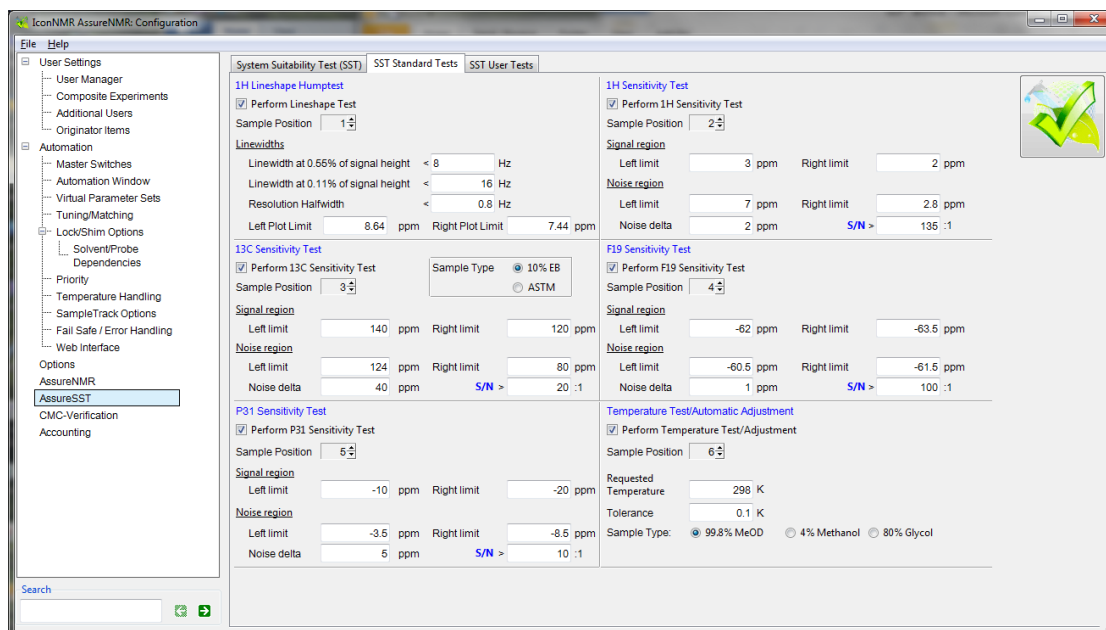 IconNMR AssureNMR: Configuration
File Help
User Settings
User Manager
Composite Experiments
Additional Users
Originator Items
Automation
Master Switches
Automation Window
Virtual Parameter Sets
Tuning/Matching
Lock/Shim Options
Solvent/Probe
Dependencies
Priority
Temperature Handling
SampleTrack Options
Fail Safe / Error Handling
Web Interface
Options
AssureNMR
AssureSST
CMC-Verification
Accounting
Search
System Suitability Test (SST) SST Standard Tests SST User Tests
1H Lineshape Humptest
Perform Lineshape Test
Sample Position 1
Linewidths
Linewidth at 0.55% of signal height < 8 Hz
Linewidth at 0.11% of signal height < 16 Hz
Resolution Halfwidth < 0.8 Hz
Left Plot Limit 8.64 ppm Right Plot Limit 7.44 ppm
1H Sensitivity Test
Perform 1H Sensitivity Test
Sample Position 2
Signal region
Left limit 3 ppm Right limit 2 ppm
Noise region
Left limit 7 ppm Right limit 2.8 ppm
Noise delta 2 ppm S/N > 135 :1
13C Sensitivity Test
Perform 13C Sensitivity Test Sample Type 10% EB
Sample Position 3 ASTM
Signal region
Left limit 140 ppm Right limit 120 ppm
Noise region
Left limit 124 ppm Right limit 80 ppm
Noise delta 40 ppm S/N > 20 :1
F19 Sensitivity Test
Perform F19 Sensitivity Test
Sample Position 4
Signal region
Left limit -62 ppm Right limit -63.5 ppm
Noise region
Left limit -60.5 ppm Right limit -61.5 ppm
Noise delta 1 ppm S/N > 100 :1
P31 Sensitivity Test
Perform P31 Sensitivity Test
Sample Position 5
Signal region
Left limit -10 ppm Right limit -20 ppm
Noise region
Left limit -3.5 ppm Right limit -8.5 ppm
Noise delta 5 ppm S/N > 10 :1
Temperature Test/Automatic Adjustment
Perform Temperature Test/Adjustment
Sample Position 6
Requested
Temperature 298 K
Tolerance 0.1 K
Sample Type: 99.8% MeOD 4% Methanol 80% Glycol